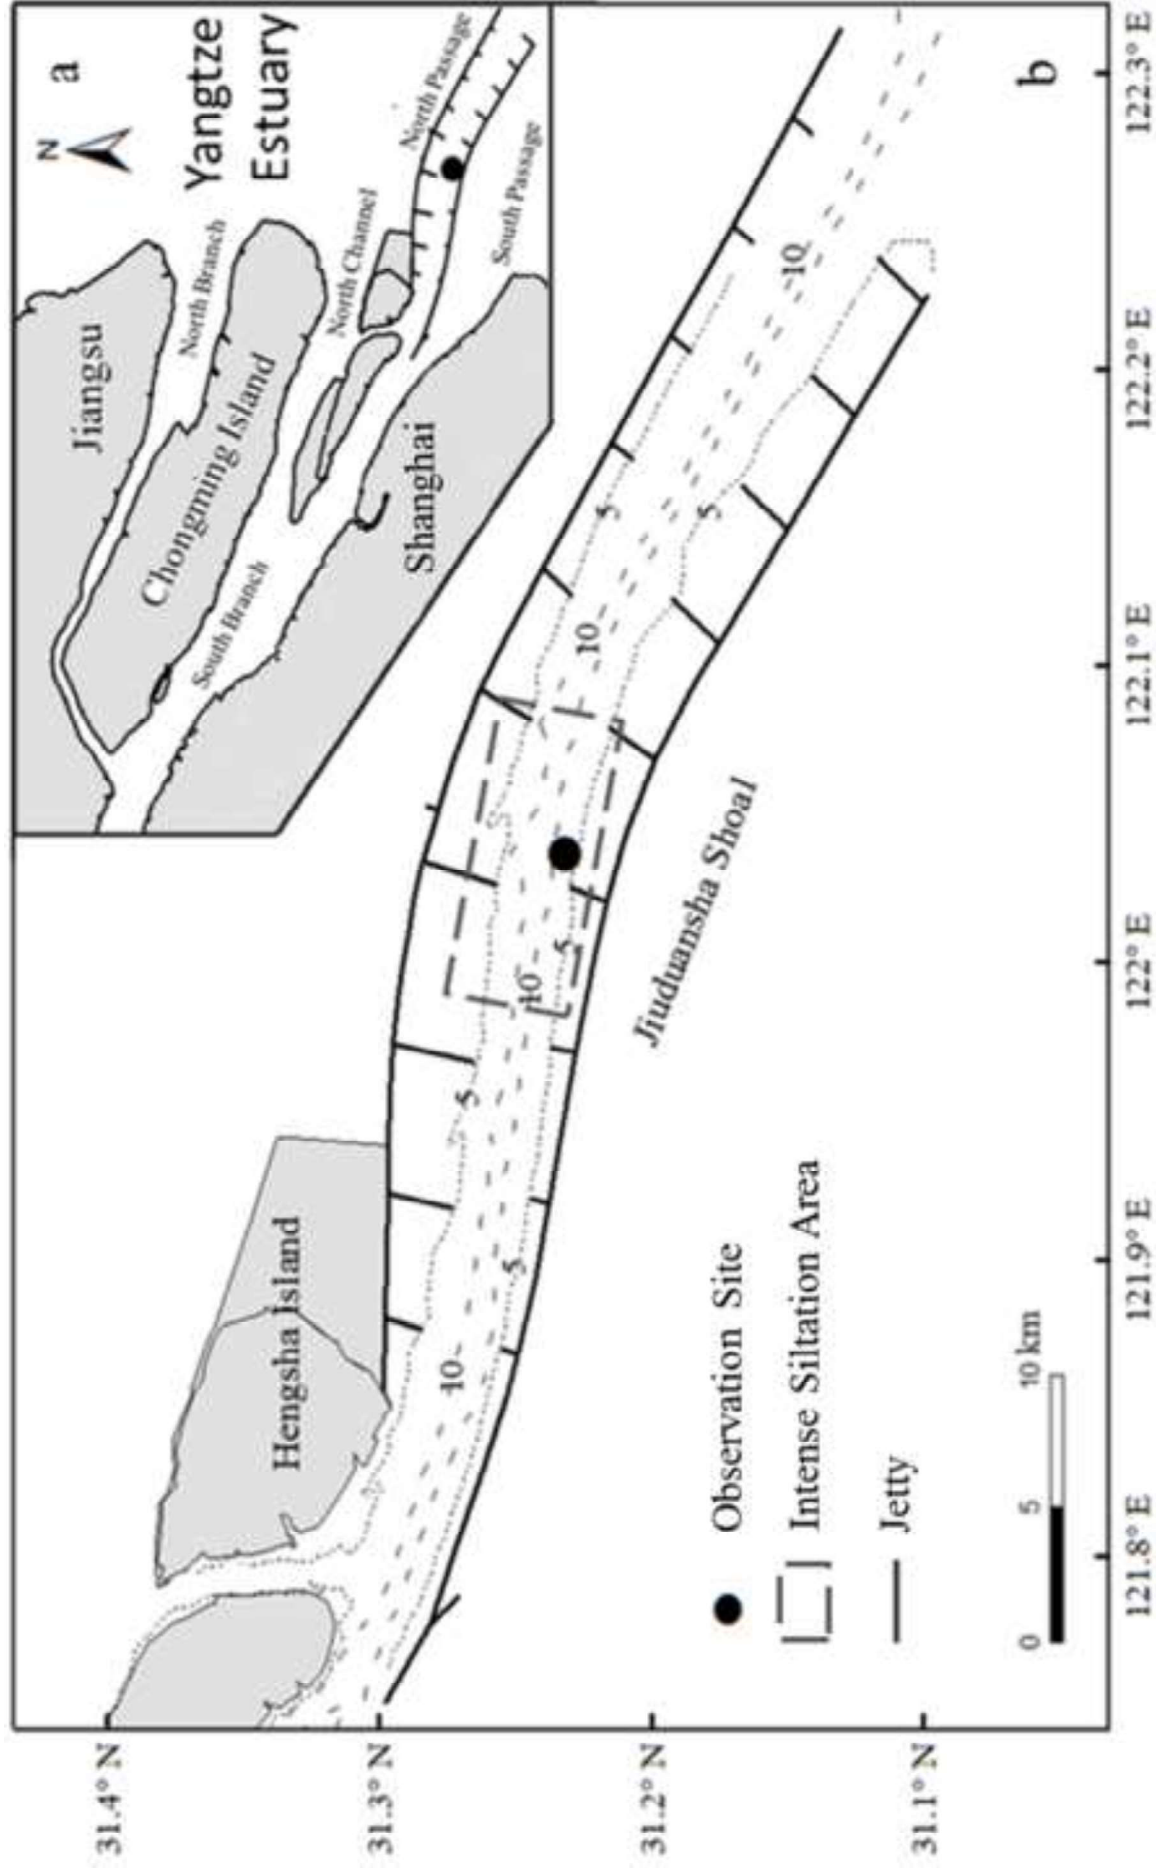 a
N
Yangtze
Estuary
Jiangsu
North Branch
Chongming Island
North Channel
North Passage
South Branch
South Passage
Shanghai
b
Hengsha Island
10
5
5
10
5
10
5
5
10
Jiuduansha Shoal
Observation Site
Intense Siltation Area
Jetty
0 5 10 km
31.4° N
31.3° N
31.2° N
31.1° N
121.8° E
121.9° E
122° E
122.1° E
122.2° E
122.3° E